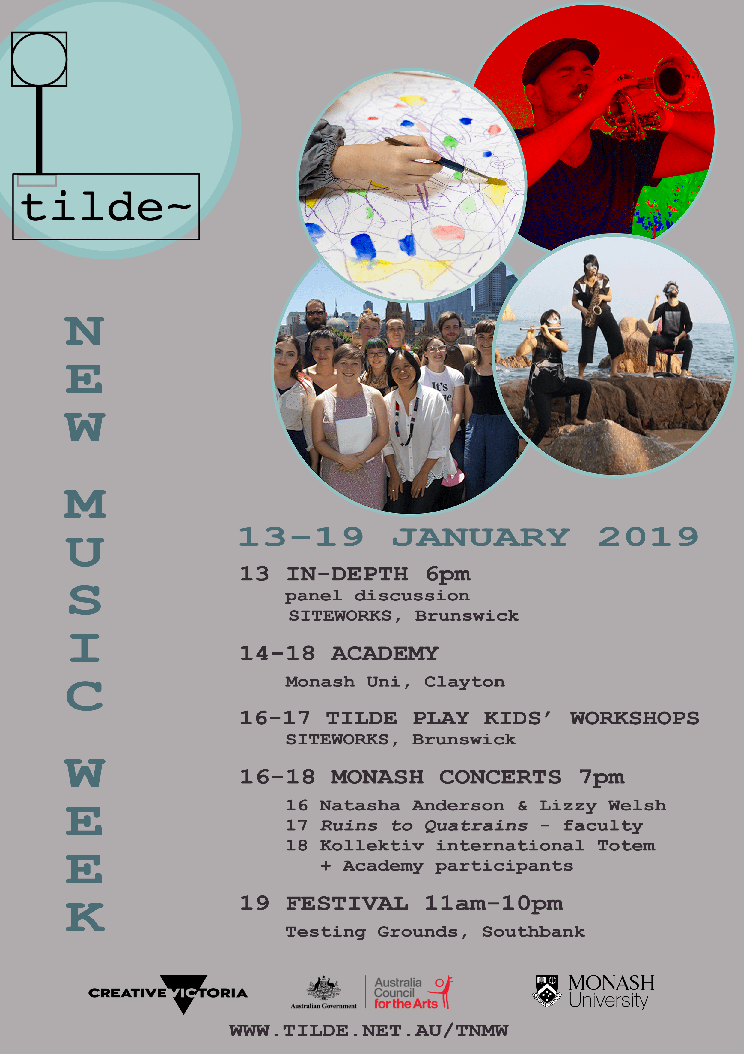 tilde~
NEW MUSIC WEEK
It's
13-19 JANUARY 2019
13 IN-DEPTH 6pm
panel discussion
SITEWORKS, Brunswick
14-18 ACADEMY
Monash Uni, Clayton
16-17 TILDE PLAY KIDS’ WORKSHOPS
SITEWORKS, Brunswick
16-18 MONASH CONCERTS 7pm
16 Natasha Anderson & Lizzy Welsh
17 Ruins to Quatrains - faculty
18 Kollektiv international Totem
+ Academy participants
19 FESTIVAL 11am-10pm
Testing Grounds, Southbank
CREATIVE VICTORIA
Australian Government
Australia
Council
for the Arts
MONASH
University
WWW.TILDE.NET.AU/TNMW